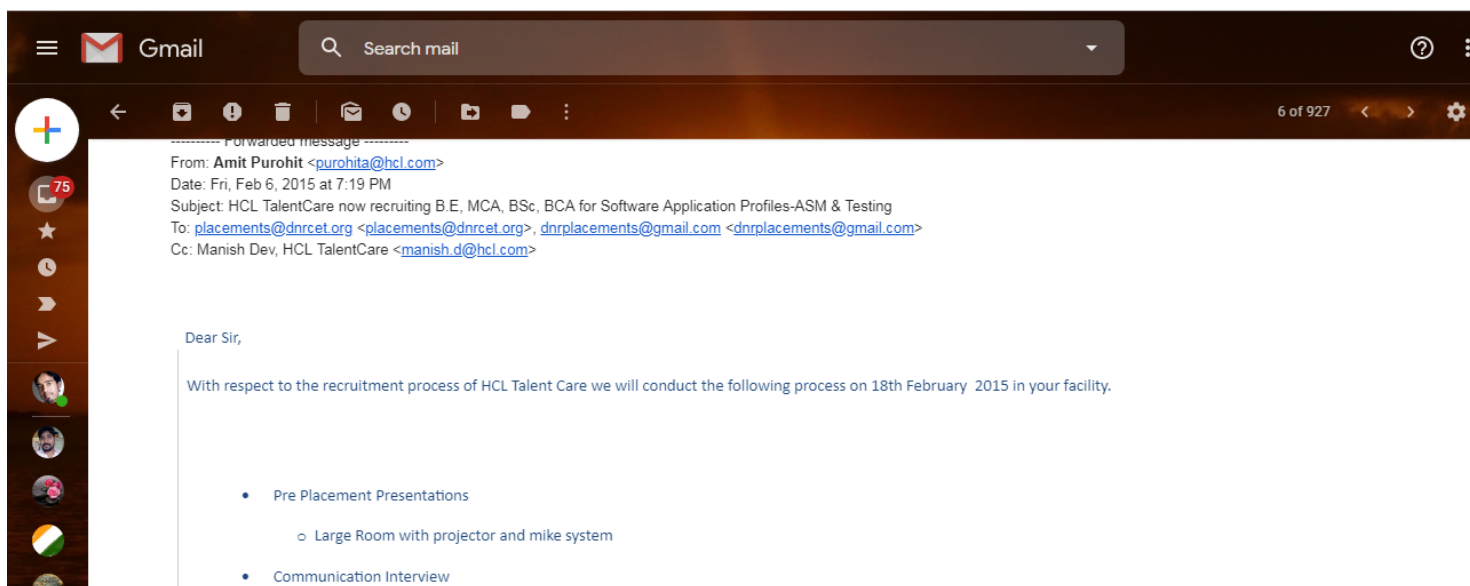 Gmail
Search mail
6 of 927
---------- Forwarded message ---------
From: Amit Purohit <purohita@hcl.com>
75
Date: Fri, Feb 6, 2015 at 7:19 PM
Subject: HCL TalentCare now recruiting B.E, MCA, BSc, BCA for Software Application Profiles-ASM & Testing
To: placements@dnrcet.org <placements@dnrcet.org>, dnrplacements@gmail.com <dnrplacements@gmail.com>
Cc: Manish Dev, HCL TalentCare <manish.d@hcl.com>
Dear Sir,
With respect to the recruitment process of HCL Talent Care we will conduct the following process on 18th February  2015 in your facility.
• Pre Placement Presentations
o Large Room with projector and mike system
• Communication Interview